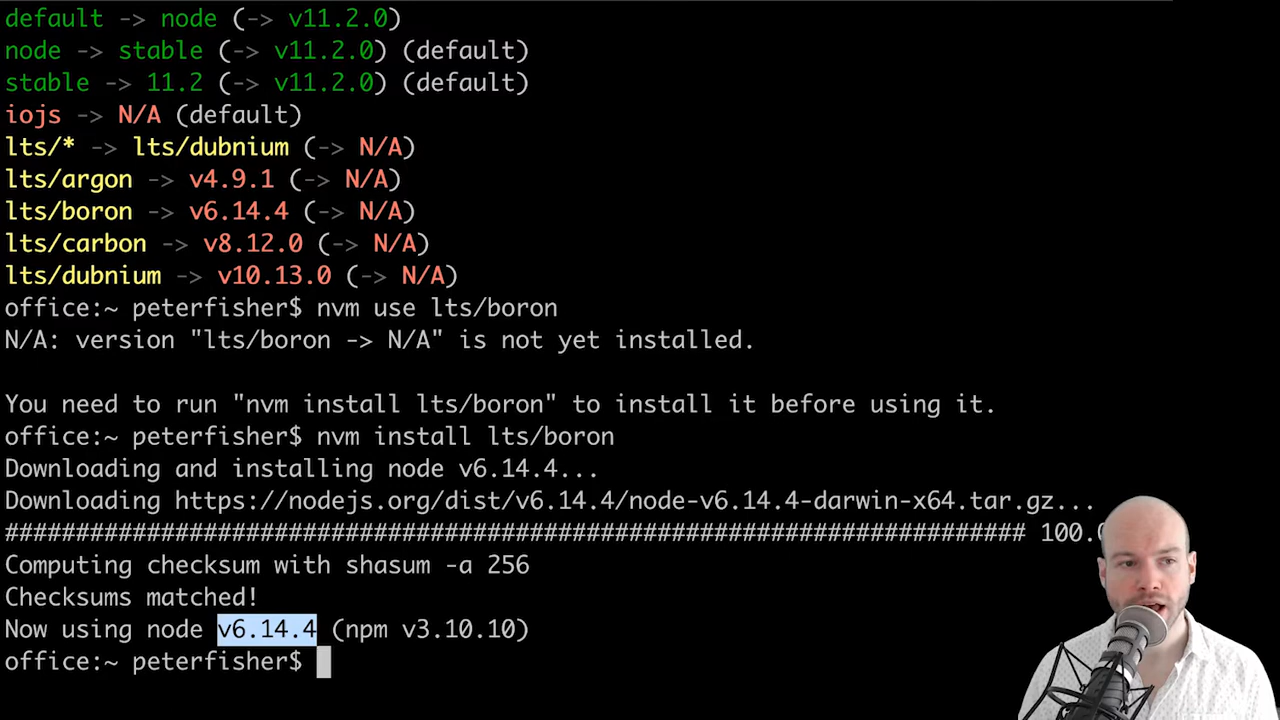 default -> node (-> v11.2.0)
node -> stable (-> v11.2.0) (default)
stable -> 11.2 (-> v11.2.0) (default)
iojs -> N/A (default)
lts/* -> lts/dubnium (-> N/A)
lts/argon -> v4.9.1 (-> N/A)
lts/boron -> v6.14.4 (-> N/A)
lts/carbon -> v8.12.0 (-> N/A)
lts/dubnium -> v10.13.0 (-> N/A)
office:~ peterfisher$ nvm use lts/boron
N/A: version "lts/boron -> N/A" is not yet installed.
You need to run "nvm install lts/boron" to install it before using it.
office:~ peterfisher$ nvm install lts/boron
Downloading and installing node v6.14.4...
Downloading https://nodejs.org/dist/v6.14.4/node-v6.14.4-darwin-x64.tar.gz...
######################################################################## 100.
Computing checksum with shasum -a 256
Checksums matched!
Now using node v6.14.4 (npm v3.10.10)
office:~ peterfisher$